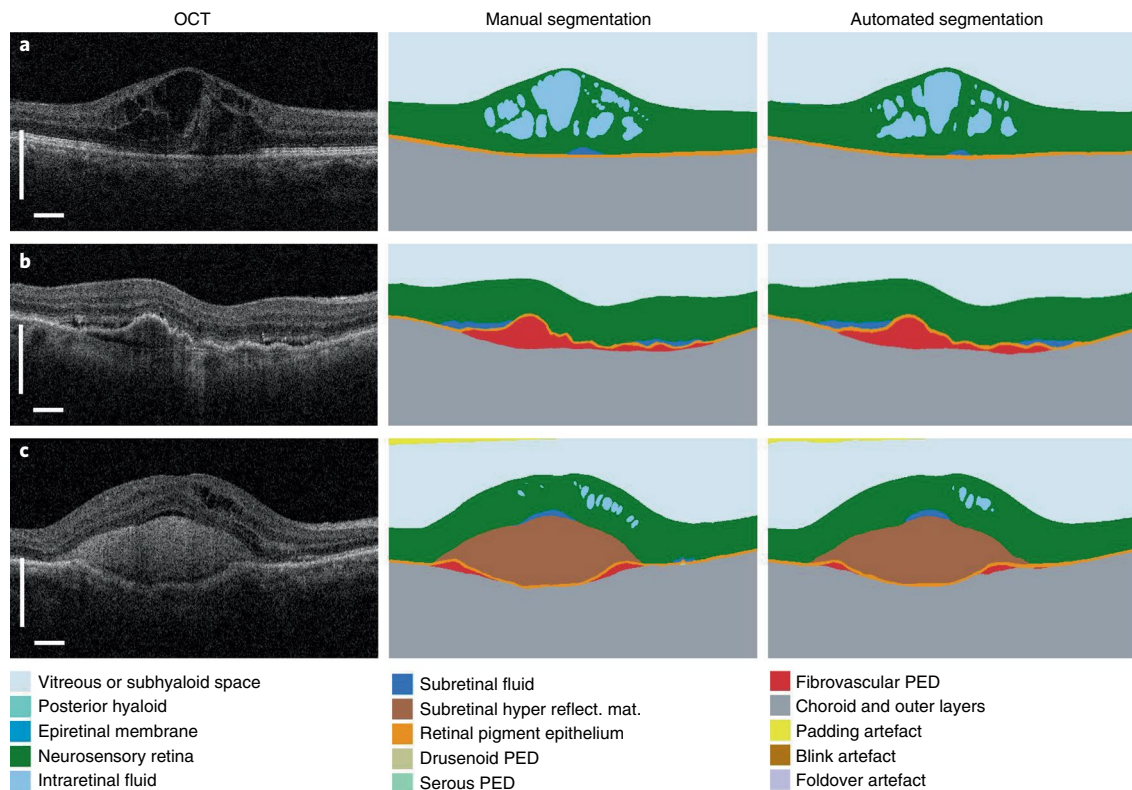 OCT
Manual segmentation
Automated segmentation
a
b
c
Vitreous or subhyaloid space
Posterior hyaloid
Epiretinal membrane
Neurosensory retina
Intraretinal fluid
Subretinal fluid
Subretinal hyper reflect. mat.
Retinal pigment epithelium
Drusenoid PED
Serous PED
Fibrovascular PED
Choroid and outer layers
Padding artefact
Blink artefact
Foldover artefact